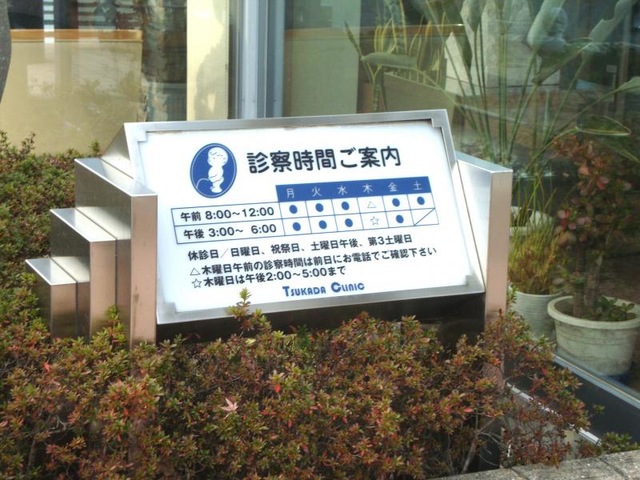 診察時間ご案内
月 火 水 木 金 土
午前 8:00～12:00 ● ● ● △ ● ●
午後 3:00～ 6:00 ● ● ● ☆ ● ／
休診日／日曜日、祝祭日、土曜日午後、第3土曜日
△木曜日午前の診察時間は前日にお電話でご確認下さい
☆木曜日は午後2:00～5:00まで
TSUKADA CLINIC